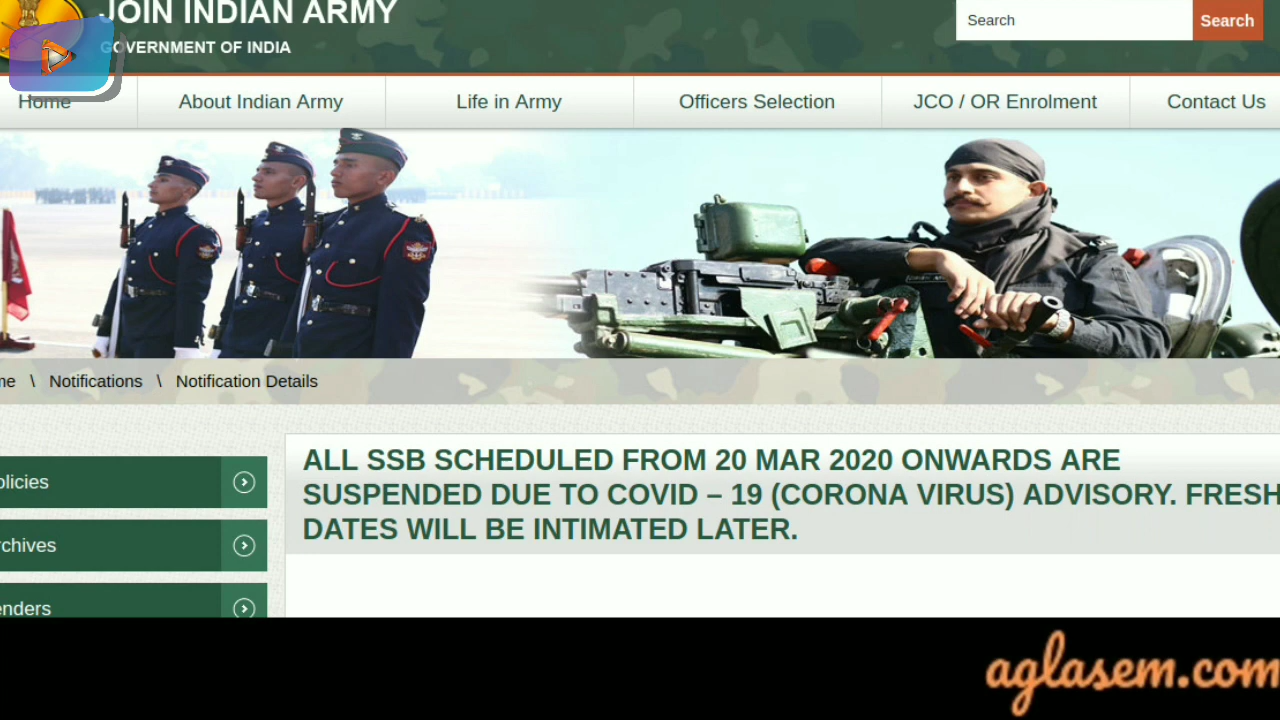 JOIN INDIAN ARMY
GOVERNMENT OF INDIA
Search Search
Home About Indian Army Life in Army Officers Selection JCO / OR Enrolment Contact Us
me \ Notifications \ Notification Details
ALL SSB SCHEDULED FROM 20 MAR 2020 ONWARDS ARE
SUSPENDED DUE TO COVID – 19 (CORONA VIRUS) ADVISORY. FRESH
DATES WILL BE INTIMATED LATER.
olicies
rchives
enders
aglasem.com